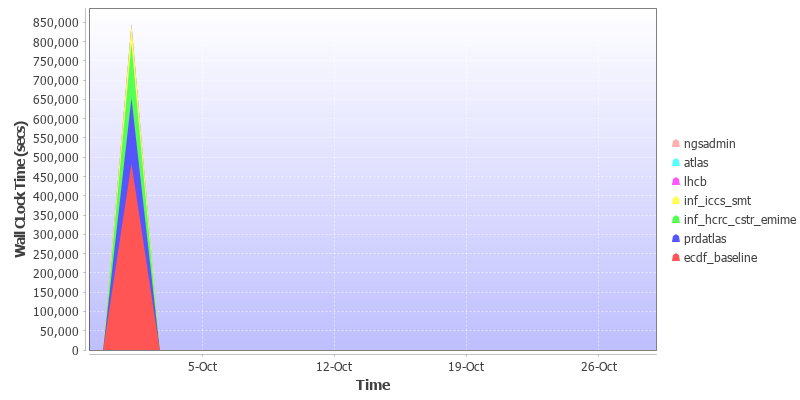 850,000
800,000
750,000
700,000
650,000
600,000
550,000
500,000
450,000
400,000
350,000
300,000
250,000
200,000
150,000
100,000
50,000
0
Wall CLock Time (secs)
5-Oct 12-Oct 19-Oct 26-Oct
Time
ngsadmin
atlas
lhcb
inf_iccs_smt
inf_hcrc_cstr_emime
prdatlas
ecdf_baseline